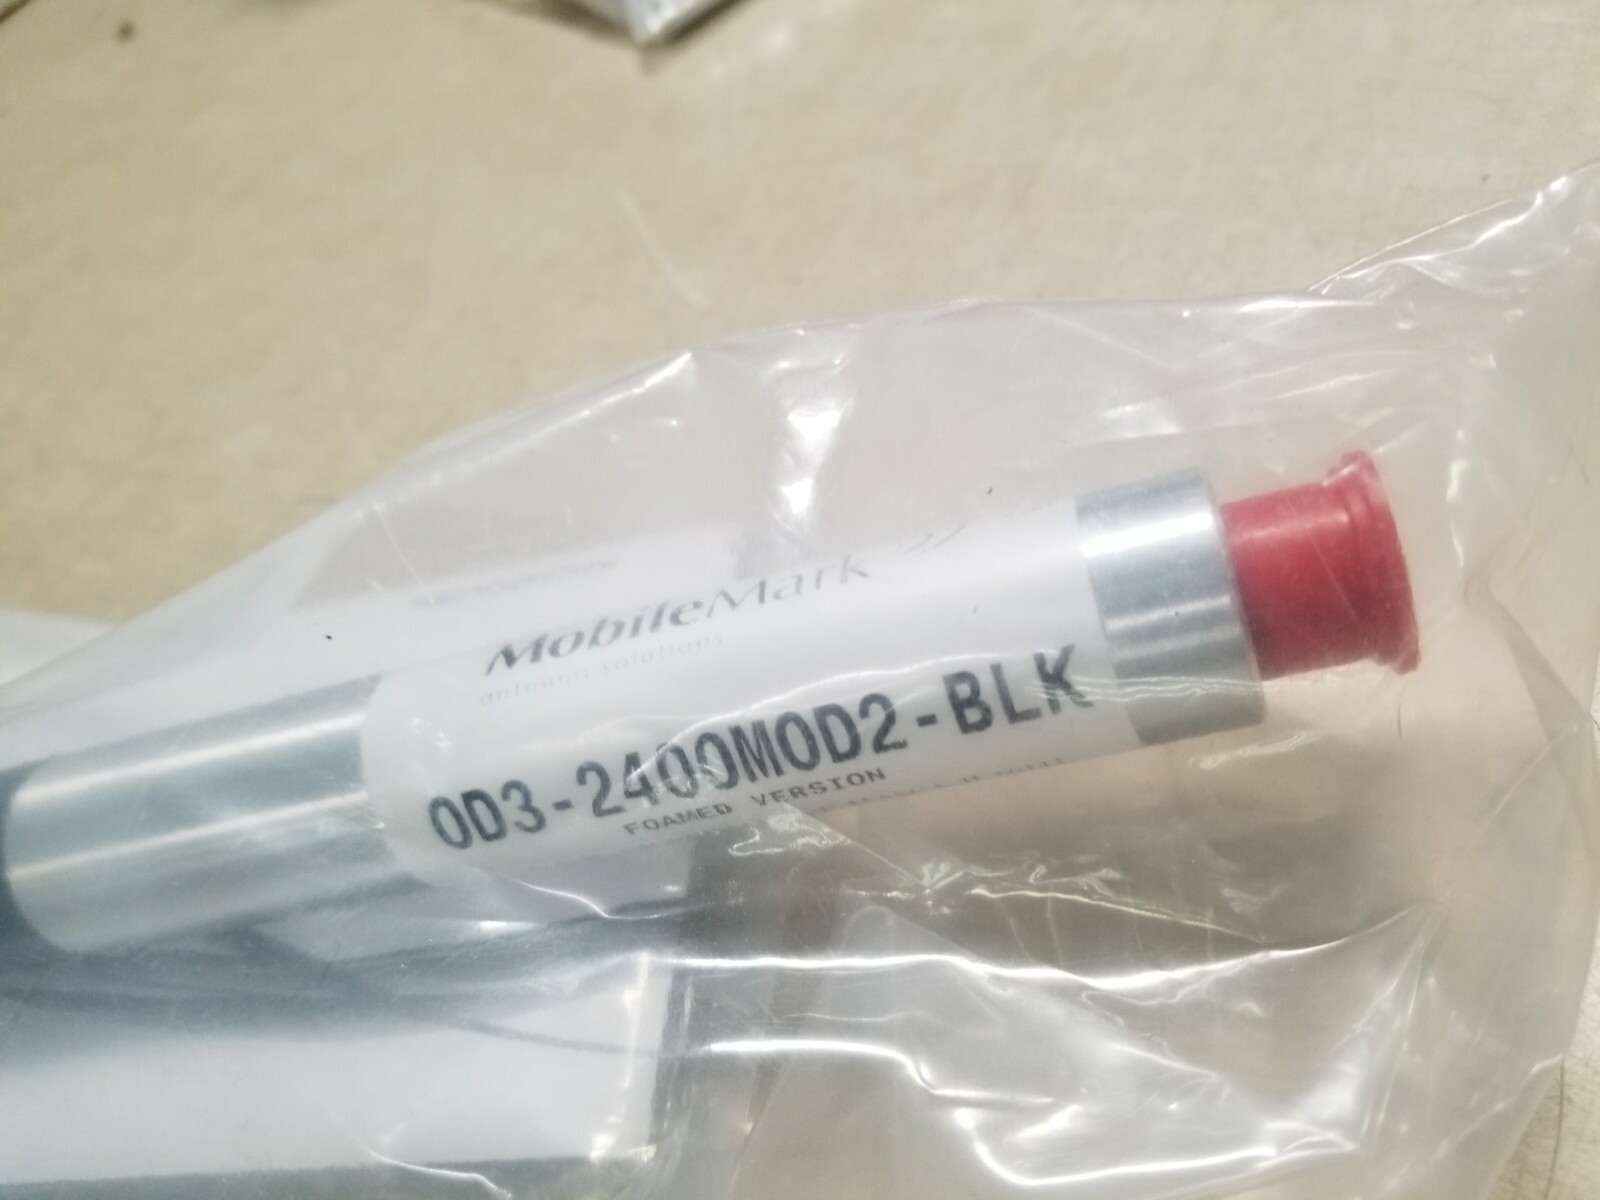 MobileMark
antenna solutions
OD3-2400MOD2-BLK
FOAMED VERSION